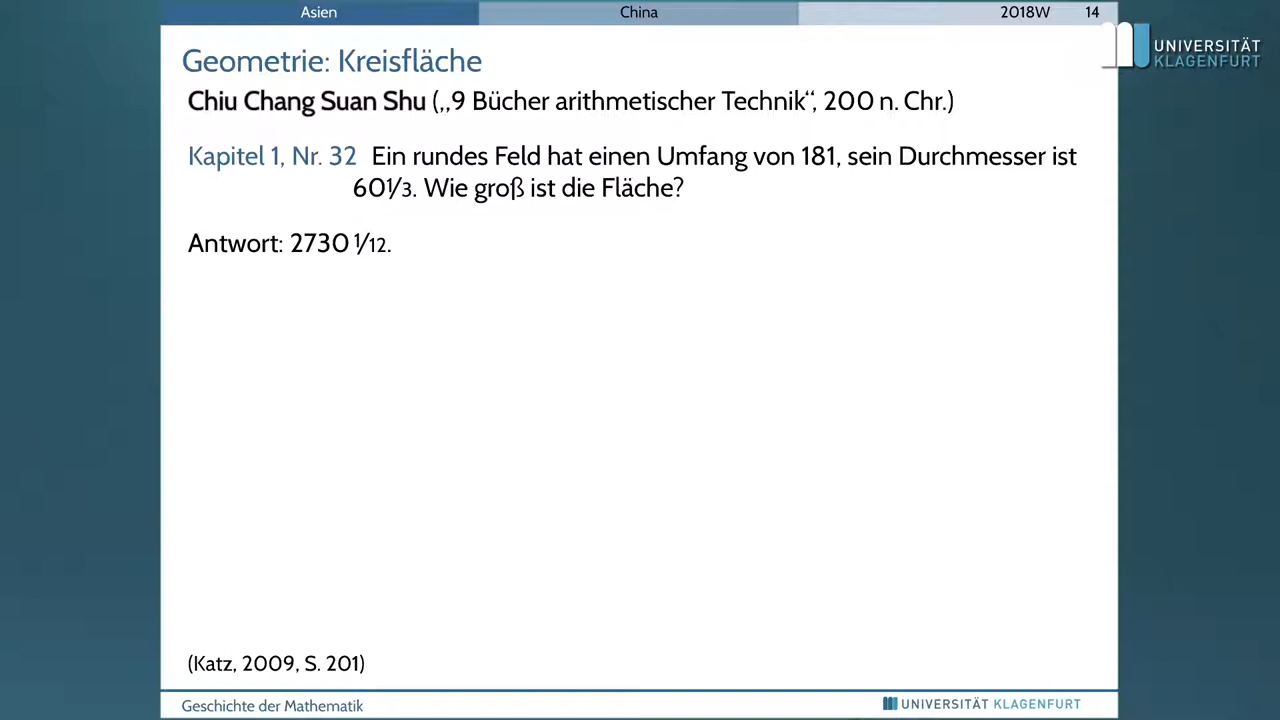 Asien China 2018W 14
UNIVERSITÄT
KLAGENFURT
Geometrie: Kreisfläche
Chiu Chang Suan Shu („9 Bücher arithmetischer Technik“, 200 n. Chr.)
Kapitel 1, Nr. 32 Ein rundes Feld hat einen Umfang von 181, sein Durchmesser ist
60 1/3. Wie groß ist die Fläche?
Antwort: 2730 1/12.
(Katz, 2009, S. 201)
Geschichte der Mathematik UNIVERSITÄT KLAGENFURT